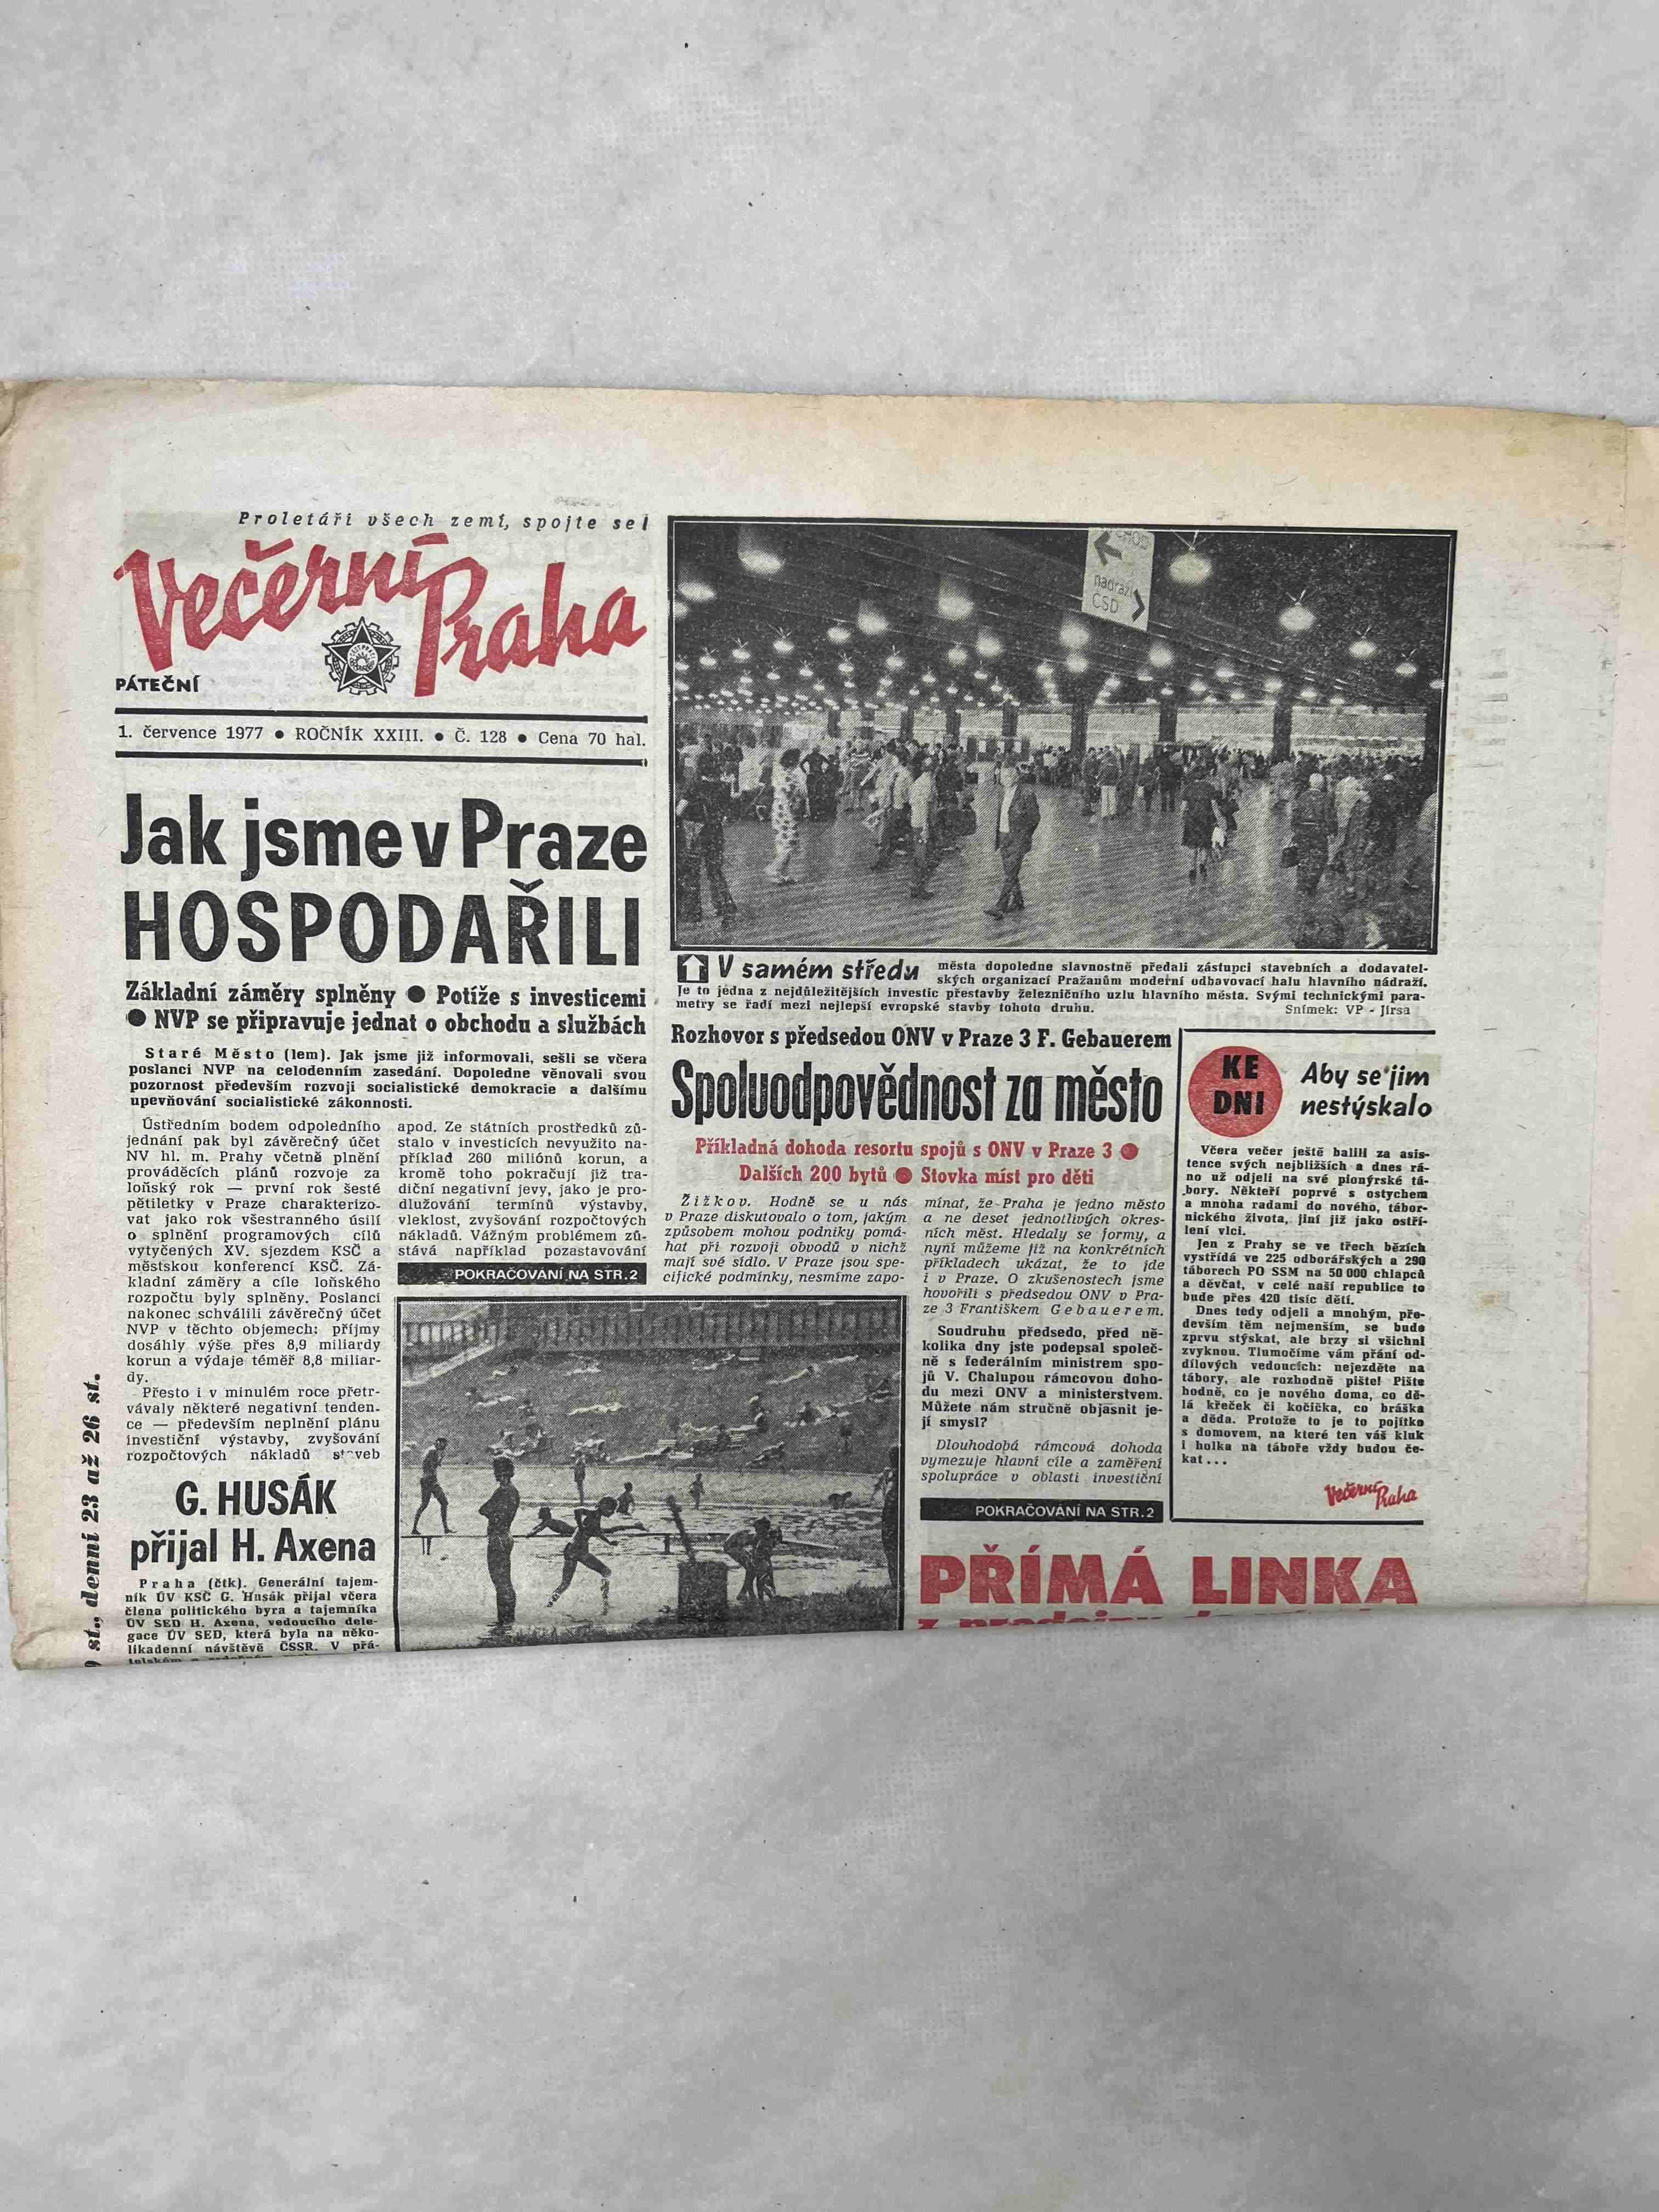 Proletáři všech zemí, spojte se!
Večerní
Praha
PÁTEČNÍ
1. července 1977 ● ROČNÍK XXIII. ● Č. 128 ● Cena 70 hal.
Jak jsme v Praze
HOSPODAŘILI
Základní záměry splněny ● Potíže s investicemi
● NVP se připravuje jednat o obchodu a službách
Staré Město (lem). Jak jsme již informovali, sešli se včera
poslanci NVP na celodenním zasedání. Dopoledne věnovali svou
pozornost především rozvoji socialistické demokracie a dalšímu
upevňování socialistické zákonnosti.
Ústředním bodem odpoledního
jednání pak byl závěrečný účet
NV hl. m. Prahy včetně plnění
prováděcích plánů rozvoje za
loňský rok — první rok šesté
pětiletky v Praze charakterizo-
vat jako rok všestranného úsilí
o splnění programových cílů
vytyčených XV. sjezdem KSČ a
městskou konferencí KSČ. Zá-
kladní záměry a cíle loňského
rozpočtu byly splněny. Poslanci
nakonec schválili závěrečný účet
NVP v těchto objemech: příjmy
dosáhly výše přes 8,9 miliardy
korun a výdaje téměř 8,8 miliar-
dy.
Přesto i v minulém roce přetr-
vávaly některé negativní tenden-
ce — především neplnění plánu
investiční výstavby, zvyšování
rozpočtových nákladů staveb
apod. Ze státních prostředků zů-
stalo v investicích nevyužito na-
příklad 260 miliónů korun, a
kromě toho pokračují již tra-
diční negativní jevy, jako je pro-
dlužování termínů výstavby,
vleklost, zvyšování rozpočtových
nákladů. Vážným problémem zů-
stává například pozastavování
POKRAČOVÁNÍ NA STR. 2
G. HUSÁK
přijal H. Axena
Praha (čtk). Generální tajem-
ník ÚV KSČ G. Husák přijal včera
člena politického byra a tajemníka
ÚV SED H. Axena, vedoucího dele-
gace ÚV SED, která byla na něko-
likadenní návštěvě ČSSR. V přá-
telském a
st., denní 23 až 26 st.
CHOD
nádraží
ČSD
V samém středu města dopoledne slavnostně předali zástupci stavebních a dodavatel-
ských organizací Pražanům moderní odbavovací halu hlavního nádraží.
Je to jedna z nejdůležitějších investic přestavby železničního uzlu hlavního města. Svými technickými para-
metry se řadí mezi nejlepší evropské stavby tohoto druhu. Snímek: VP - Jirsa
Rozhovor s předsedou ONV v Praze 3 F. Gebauerem
Spoluodpovědnost za město
Příkladná dohoda resortu spojů s ONV v Praze 3 ●
Dalších 200 bytů ● Stovka míst pro děti
Žižkov. Hodně se u nás
v Praze diskutovalo o tom, jakým
způsobem mohou podniky pomá-
hat při rozvoji obvodů v nichž
mají své sídlo. V Praze jsou spe-
cifické podmínky, nesmíme zapo-
mínat, že Praha je jedno město
a ne deset jednotlivých okres-
ních měst. Hledaly se formy, a
nyní můžeme již na konkrétních
příkladech ukázat, že to jde
i v Praze. O zkušenostech jsme
hovořili s předsedou ONV v Pra-
ze 3 Františkem Gebauerem.
Soudruhu předsedo, před ně-
kolika dny jste podepsal společ-
ně s federálním ministrem spo-
jů V. Chalupou rámcovou doho-
du mezi ONV a ministerstvem.
Můžete nám stručně objasnit je-
jí smysl?
Dlouhodobá rámcová dohoda
vymezuje hlavní cíle a zaměření
spolupráce v oblasti investiční
POKRAČOVÁNÍ NA STR. 2
KE
DNI
Aby se jim
nestýskalo
Včera večer ještě balili za asis-
tence svých nejbližších a dnes rá-
no už odjeli na své pionýrské tá-
bory. Někteří poprvé s ostychem
a mnoha radami do nového, tábor-
nického života, jiní již jako ostří-
lení vlci.
Jen z Prahy se ve třech bězích
vystřídá ve 225 odborářských a 290
táborech PO SSM na 50 000 chlapců
a děvčat, v celé naší republice to
bude přes 420 tisíc dětí.
Dnes tedy odjeli a mnohým, pře-
devším těm nejmenším, se bude
zprvu stýskat, ale brzy si všichni
zvyknou. Tlumočíme vám přání od-
dílových vedoucích: nejezděte na
tábory, ale rozhodně pište! Pište
hodně, co je nového doma, co dě-
lá křeček či kočička, co bráška
a děda. Protože to je to pojítko
s domovem, na které ten váš kluk
i holka na táboře vždy budou če-
kat...
Večerní Praha
PŘÍMÁ LINKA